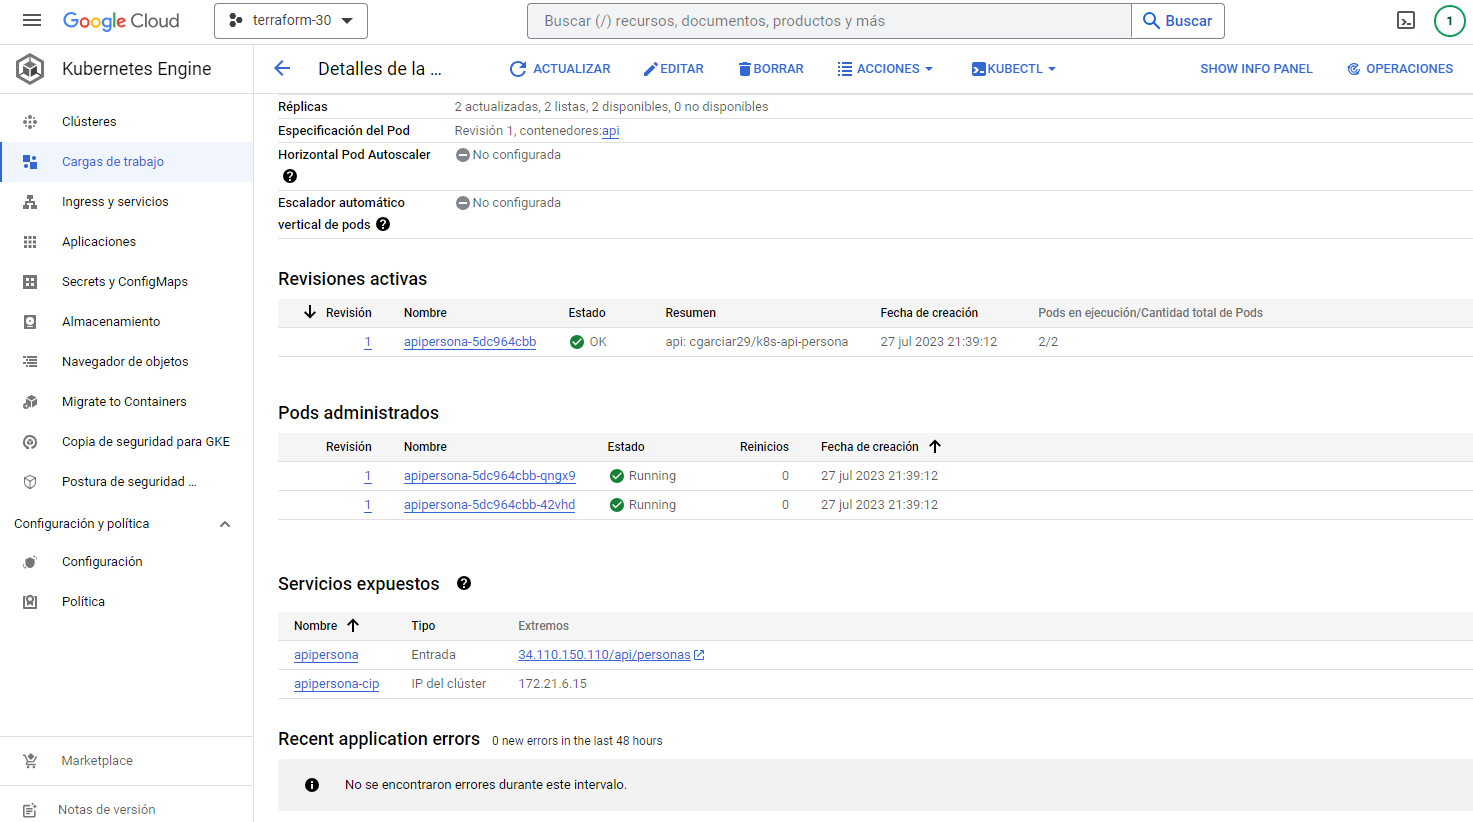 Google Cloud
terraform-30
Buscar (/) recursos, documentos, productos y más
Buscar
1
Kubernetes Engine
Detalles de la ...
ACTUALIZAR
EDITAR
BORRAR
ACCIONES
KUBECTL
SHOW INFO PANEL
OPERACIONES
Clústeres
Cargas de trabajo
Ingress y servicios
Aplicaciones
Secrets y ConfigMaps
Almacenamiento
Navegador de objetos
Migrate to Containers
Copia de seguridad para GKE
Postura de seguridad ...
Configuración y política
Configuración
Política
Marketplace
Notas de versión
Réplicas 2 actualizadas, 2 listas, 2 disponibles, 0 no disponibles
Especificación del Pod Revisión 1, contenedores:api
Horizontal Pod Autoscaler No configurada
Escalador automático No configurada
vertical de pods
Revisiones activas
Revisión Nombre Estado Resumen Fecha de creación Pods en ejecución/Cantidad total de Pods
1 apipersona-5dc964cbb OK api: cgarciar29/k8s-api-persona 27 jul 2023 21:39:12 2/2
Pods administrados
Revisión Nombre Estado Reinicios Fecha de creación
1 apipersona-5dc964cbb-qngx9 Running 0 27 jul 2023 21:39:12
1 apipersona-5dc964cbb-42vhd Running 0 27 jul 2023 21:39:12
Servicios expuestos
Nombre Tipo Extremos
apipersona Entrada 34.110.150.110/api/personas
apipersona-cip IP del clúster 172.21.6.15
Recent application errors 0 new errors in the last 48 hours
No se encontraron errores durante este intervalo.